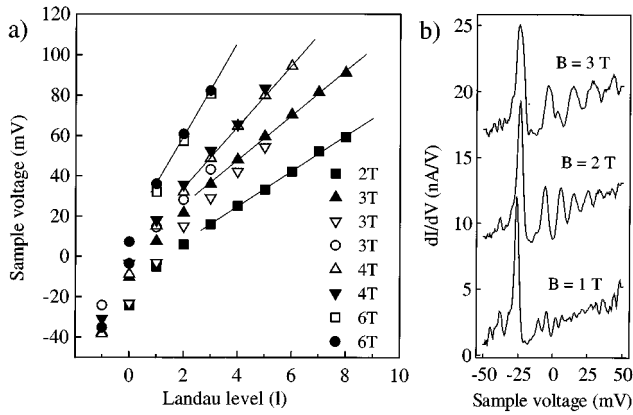 a)
Sample voltage (mV)
100
80
60
40
20
0
-20
-40
0 2 4 6 8 10
Landau level (l)
2T
3T
3T
3T
4T
4T
6T
6T
b)
dI/dV (nA/V)
25
20
15
10
5
0
B = 3 T
B = 2 T
B = 1 T
-50 -25 0 25 50
Sample voltage (mV)